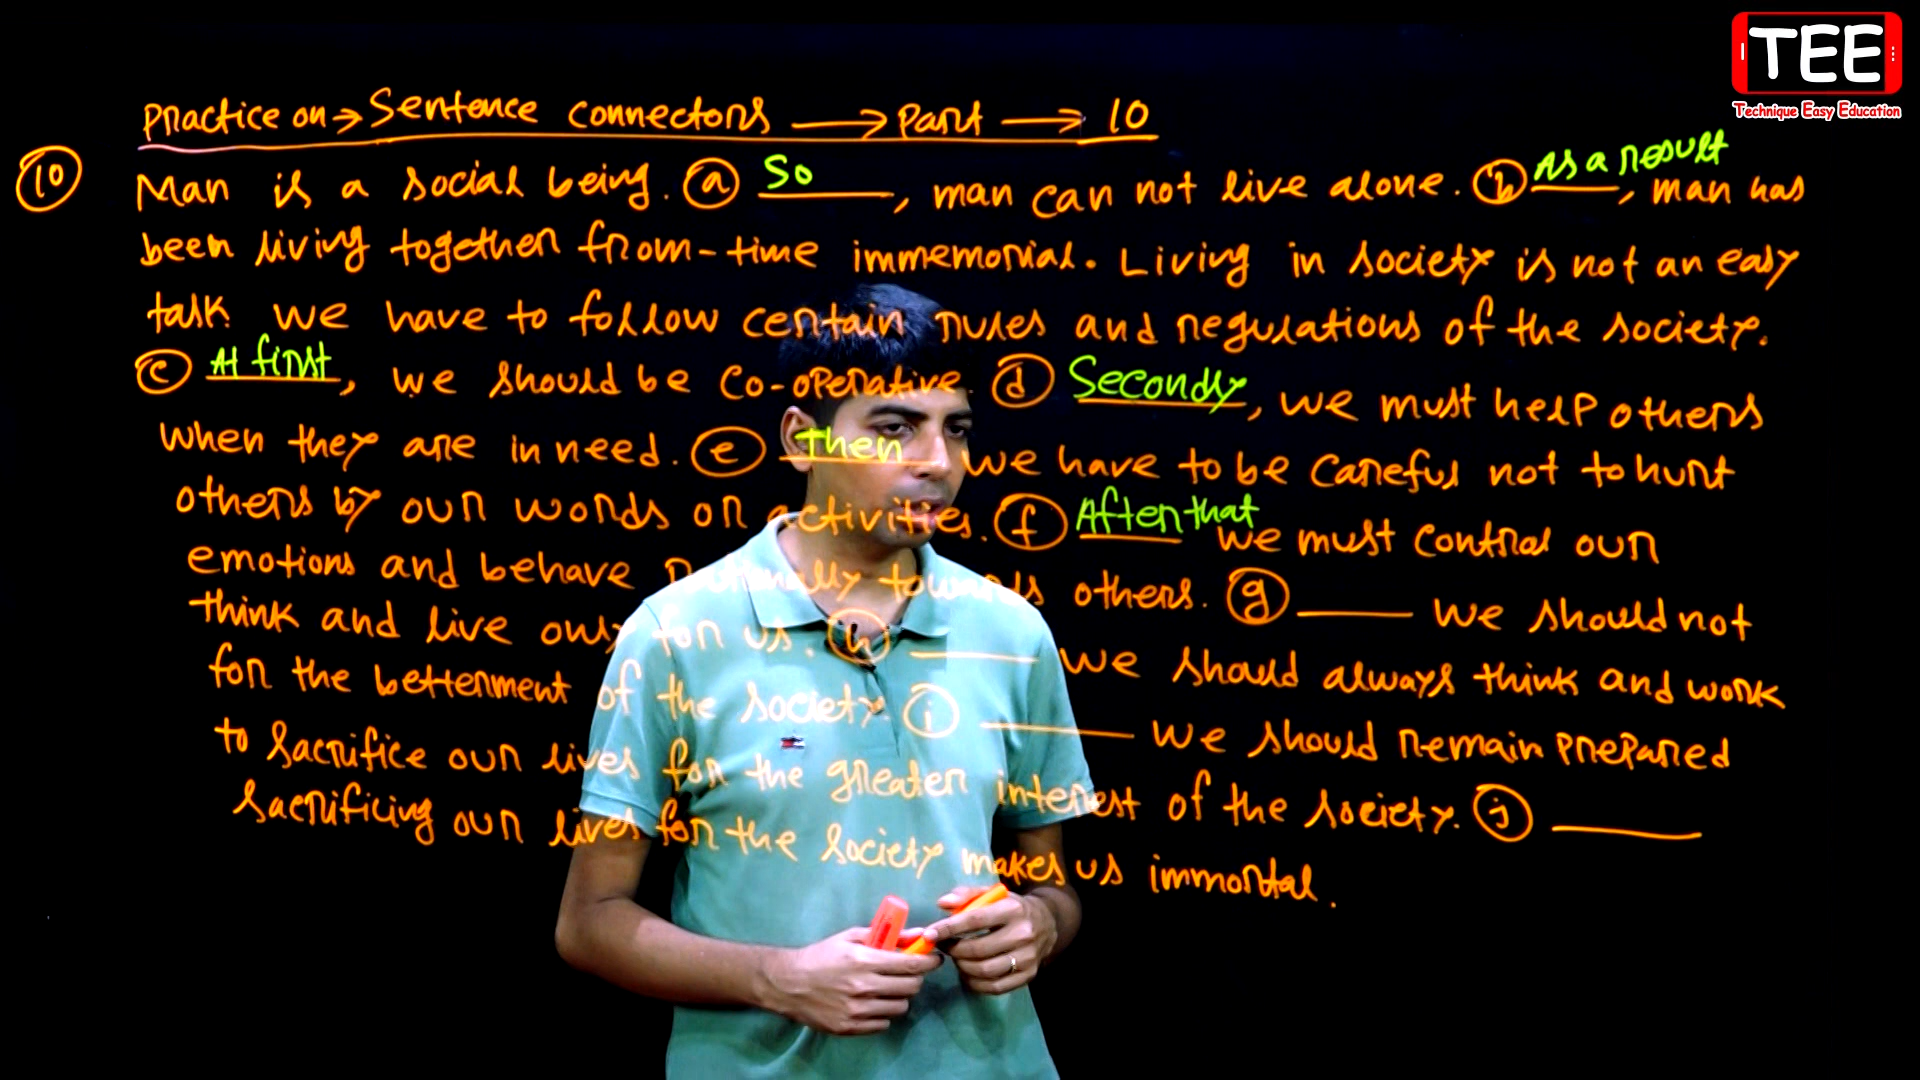 TEE
Technique Easy Education
Practice on → Sentence connectors → Part → 10
10 Man is a social being. (a) So, man can not live alone. (b) As a result, man has
been living together from-time immemorial. Living in society is not an easy
task. we have to follow certain rules and regulations of the society.
(c) At first, we should be co-operative. (d) Secondly, we must help others
when they are in need. (e) then we have to be careful not to hurt
others by our words or activities. (f) After that we must control our
emotions and behave rationally towards others. (g) ____ we should not
think and live only for us. (h) ____ we should always think and work
for the betterment of the society. (i) ____ we should remain prepared
to sacrifice our lives for the greater interest of the society. (j) ____
sacrificing our lives for the society makes us immortal.